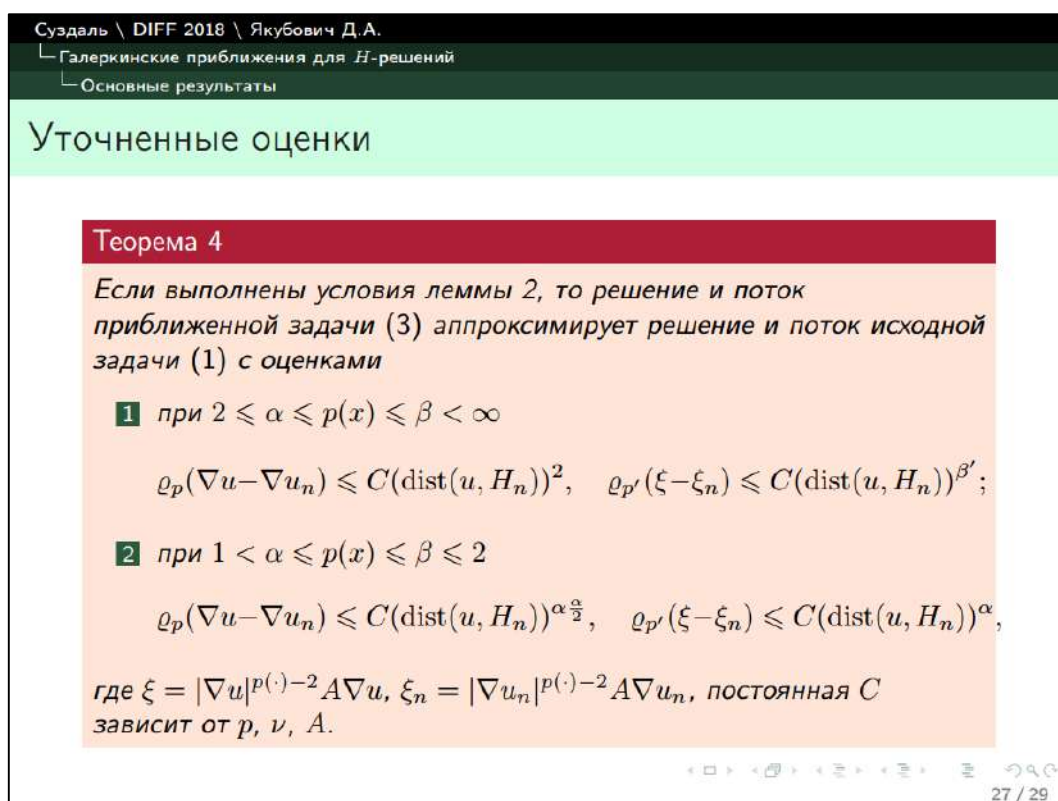 Суздаль \ DIFF 2018 \ Якубович Д.А.
Галеркинские приближения для H-решений
Основные результаты
Уточненные оценки
Теорема 4
Если выполнены условия леммы 2, то решение и поток
приближенной задачи (3) аппроксимирует решение и поток исходной
задачи (1) с оценками
1 при 2 ⩽ α ⩽ p(x) ⩽ β < ∞
ϱ_p(∇u−∇u_n) ⩽ C(dist(u, H_n))^2, ϱ_{p′}(ξ−ξ_n) ⩽ C(dist(u, H_n))^{β′};
2 при 1 < α ⩽ p(x) ⩽ β ⩽ 2
ϱ_p(∇u−∇u_n) ⩽ C(dist(u, H_n))^{α\frac{α}{2}}, ϱ_{p′}(ξ−ξ_n) ⩽ C(dist(u, H_n))^α,
где ξ = |∇u|^{p(·)−2}A∇u, ξ_n = |∇u_n|^{p(·)−2}A∇u_n, постоянная C
зависит от p, ν, A.
27 / 29